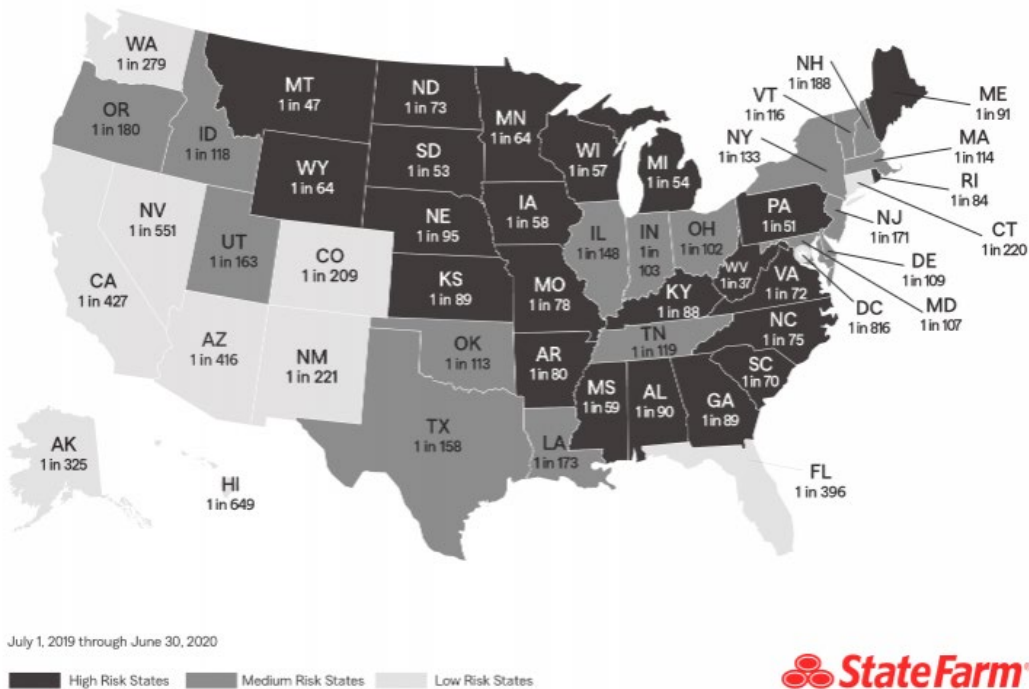 WA
1 in 279
OR
1 in 180
ID
1 in 118
MT
1 in 47
ND
1 in 73
MN
1 in 64
WY
1 in 64
SD
1 in 53
WI
1 in 57
MI
1 in 54
NV
1 in 551
UT
1 in 163
CO
1 in 209
NE
1 in 95
IA
1 in 58
IL
1 in 148
IN
1 in
103
OH
1 in 102
PA
1 in 51
NH
1 in 188
VT
1 in 116
NY
1 in 133
ME
1 in 91
MA
1 in 114
RI
1 in 84
CT
1 in 220
NJ
1 in 171
DE
1 in 109
MD
1 in 107
DC
1 in 816
CA
1 in 427
AZ
1 in 416
NM
1 in 221
KS
1 in 89
MO
1 in 78
KY
1 in 88
WV
1 in 37
VA
1 in 72
NC
1 in 75
OK
1 in 113
AR
1 in 80
TN
1 in 119
SC
1 in 70
MS
1 in 59
AL
1 in 90
GA
1 in 89
TX
1 in 158
LA
1 in 173
FL
1 in 396
AK
1 in 325
HI
1 in 649
July 1, 2019 through June 30, 2020
High Risk States
Medium Risk States
Low Risk States
StateFarm®